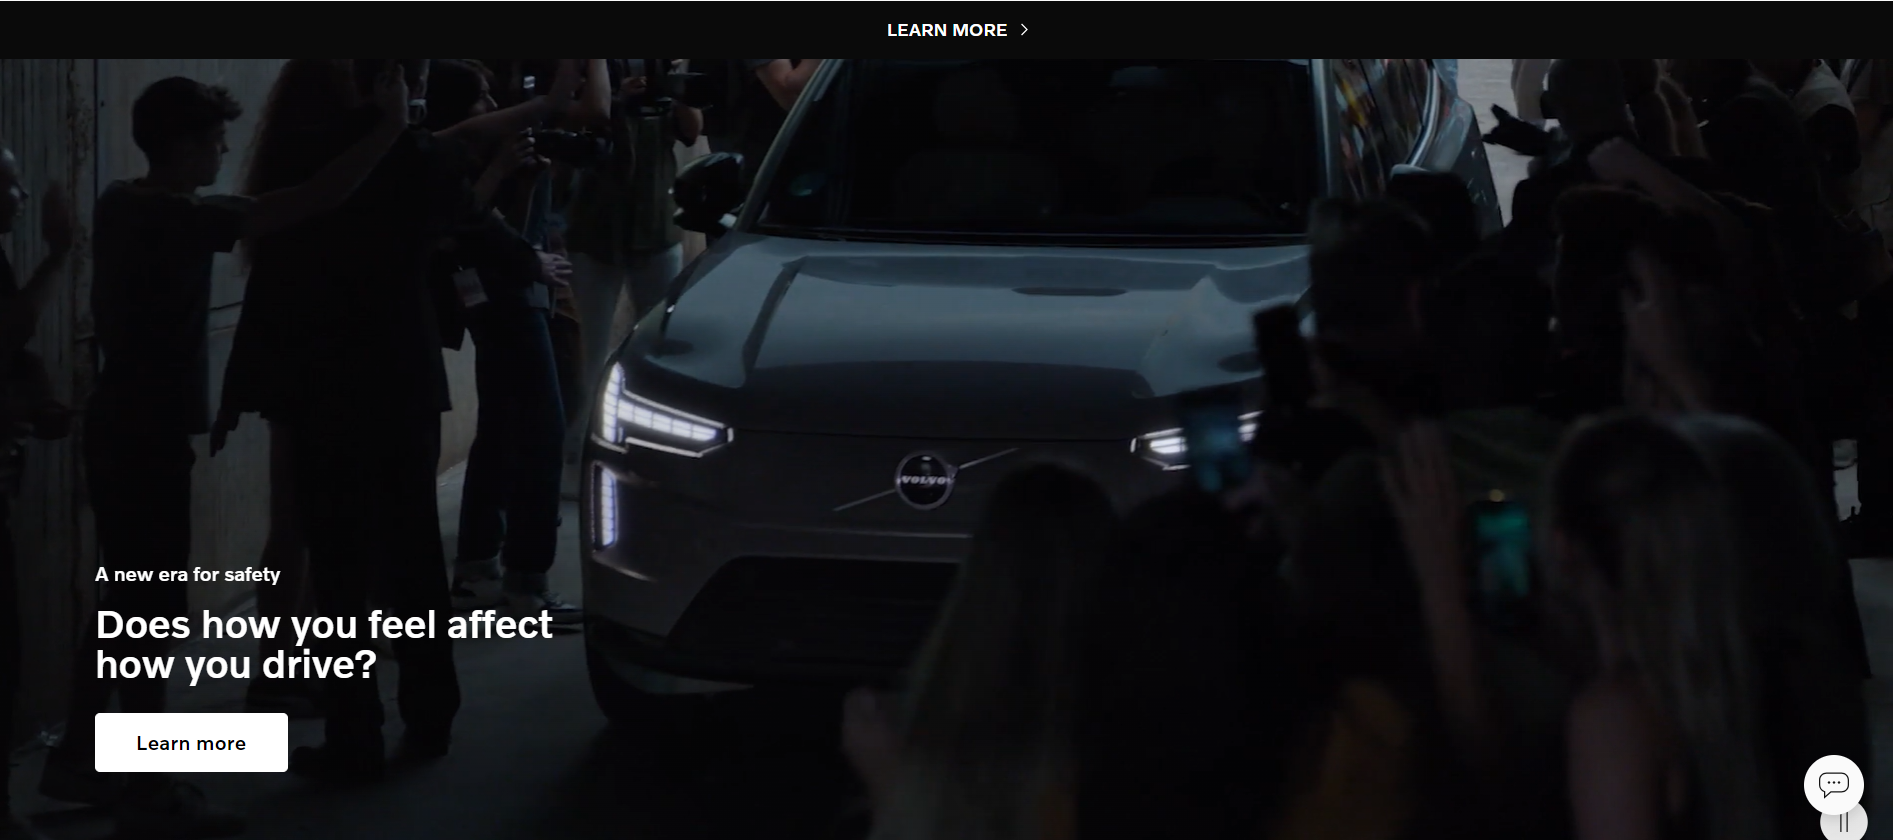 LEARN MORE
VOLVO
A new era for safety
Does how you feel affect
how you drive?
Learn more